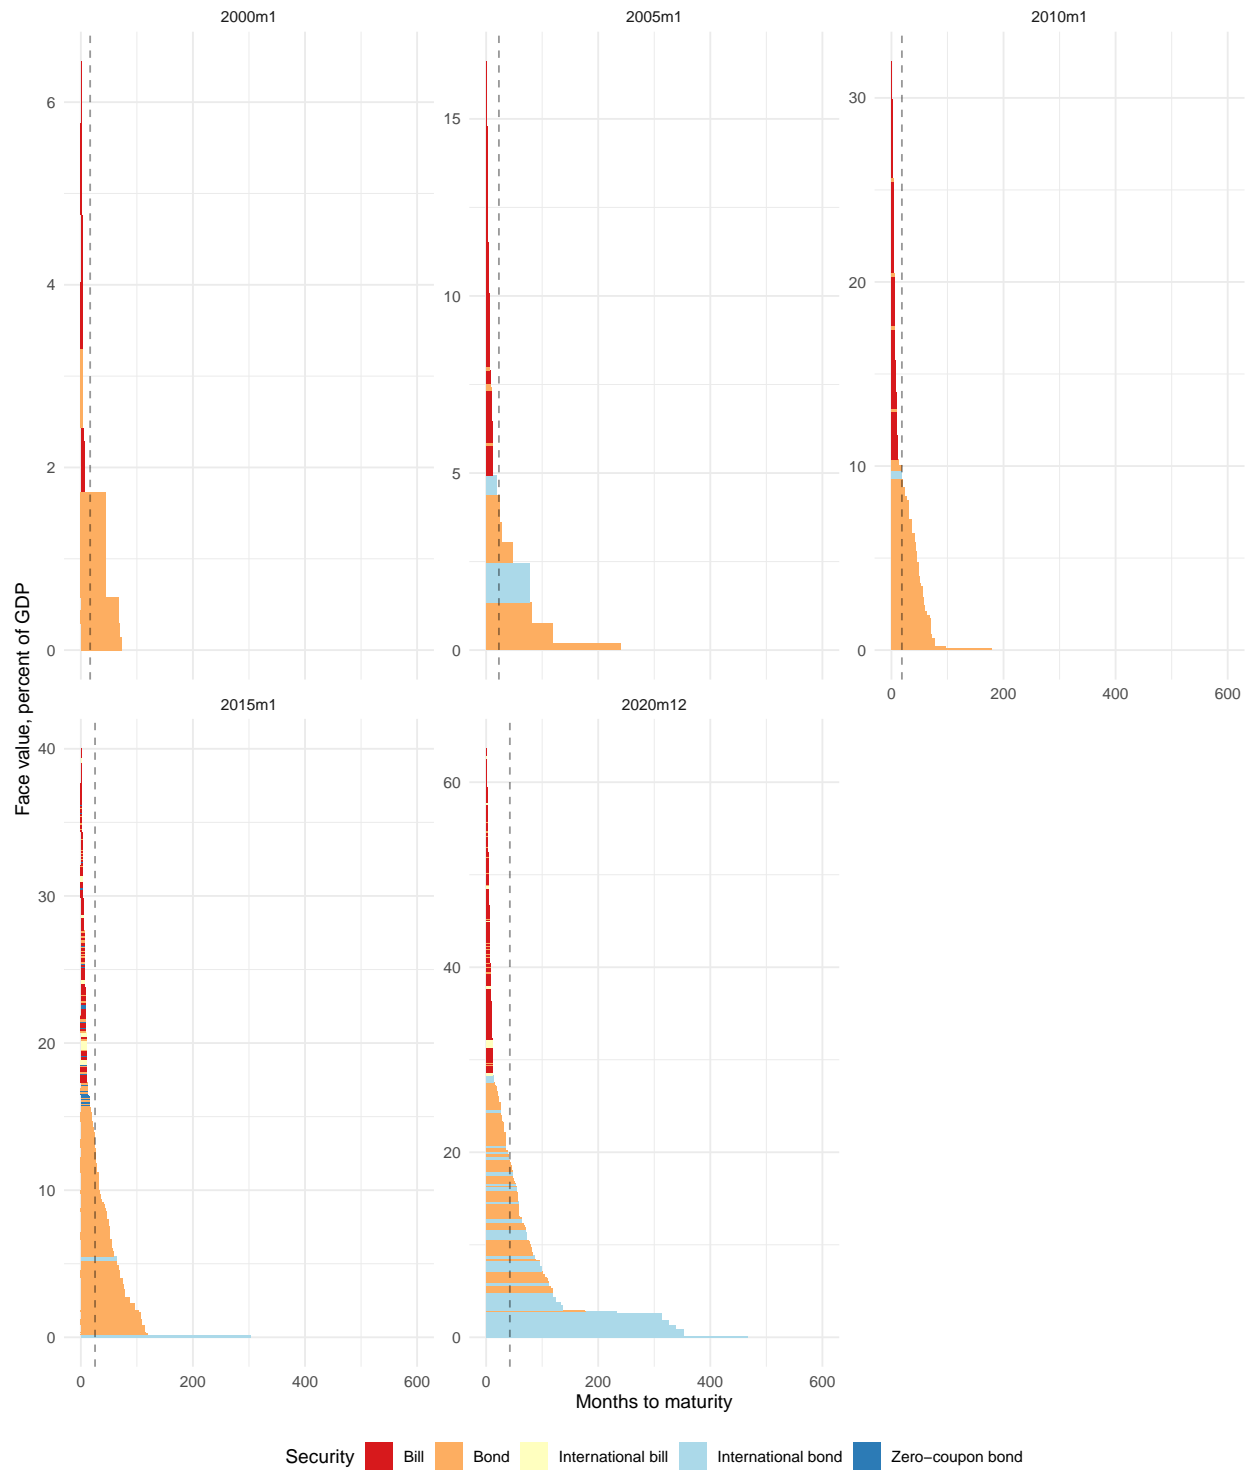 2000m1
2005m1
2010m1
6
4
2
0
15
10
5
0
30
20
10
0
0
200
400
600
Face value, percent of GDP
2015m1
2020m12
40
30
20
10
0
60
40
20
0
0
200
400
600
0
200
400
600
Months to maturity
Security
Bill
Bond
International bill
International bond
Zero−coupon bond